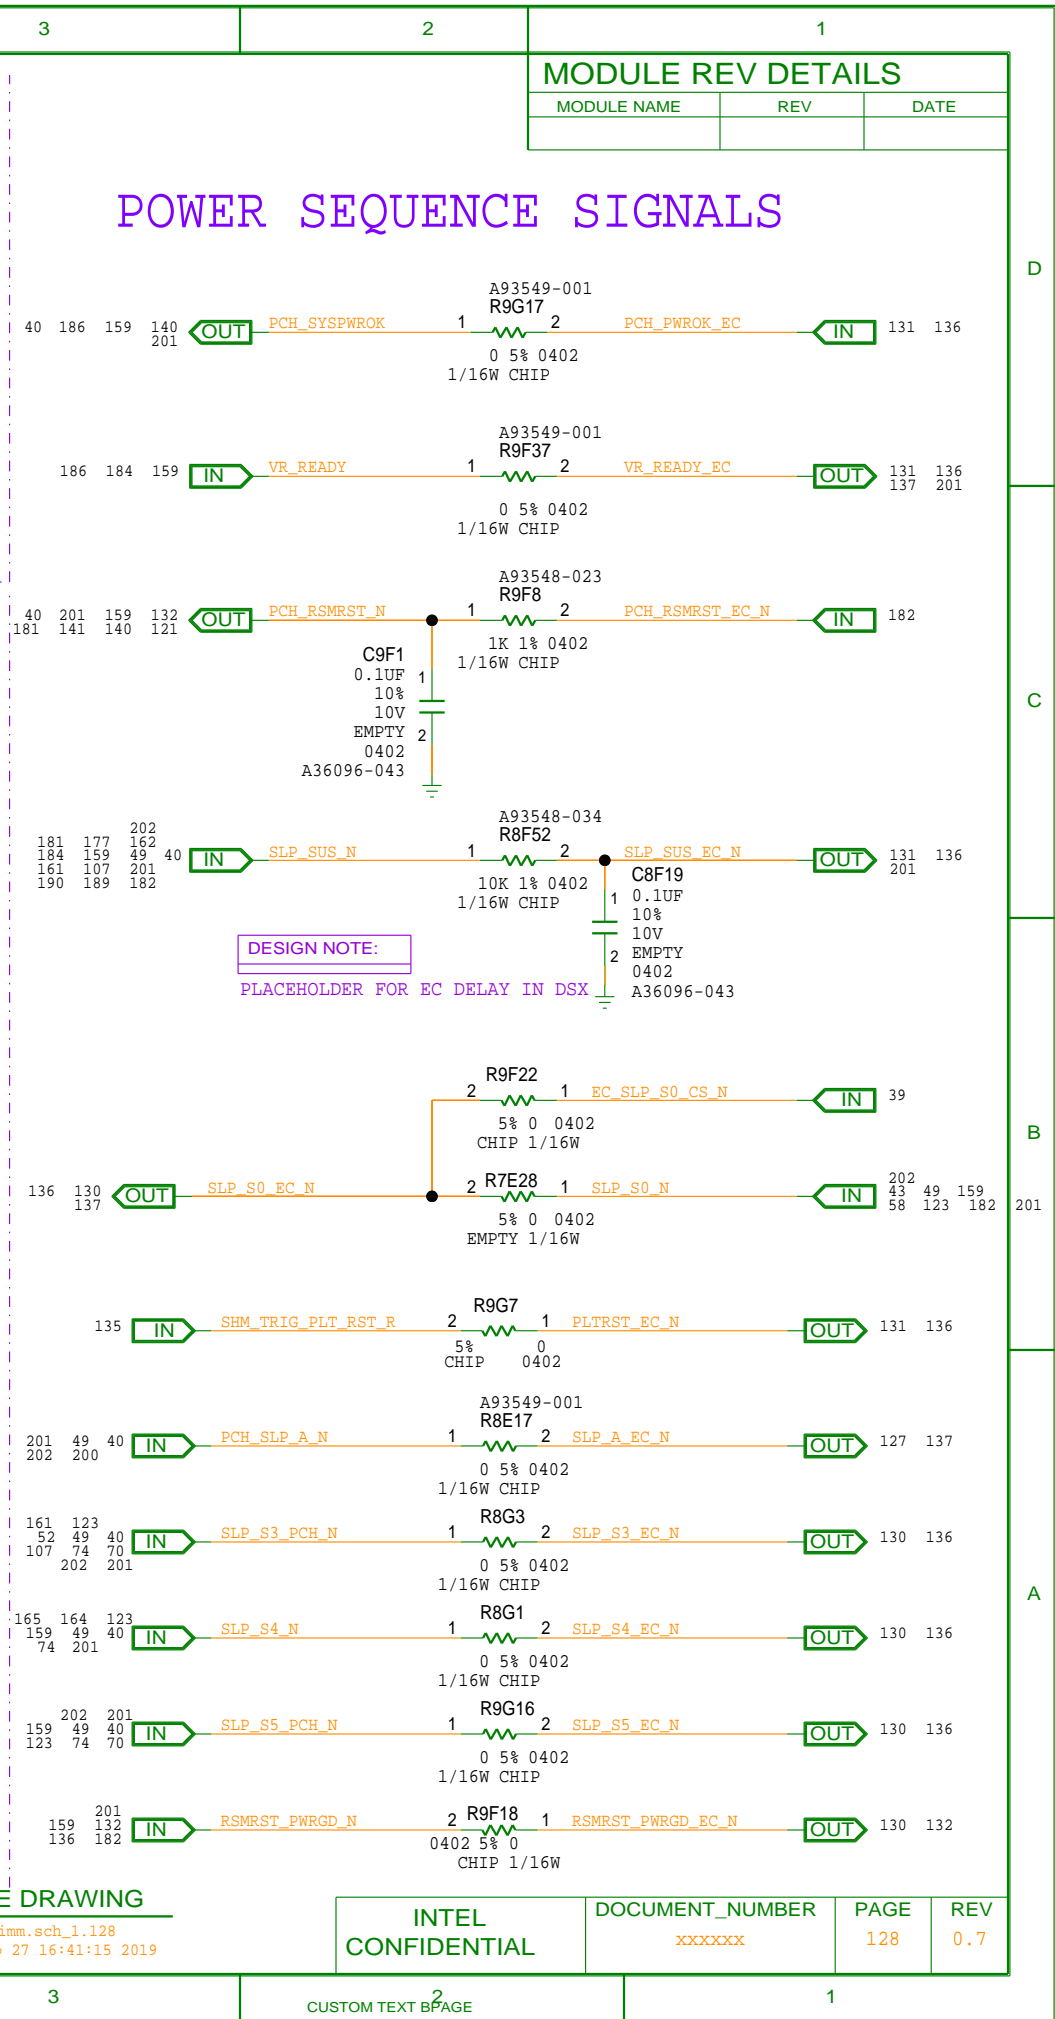 3 2 1
MODULE REV DETAILS
MODULE NAME REV DATE
POWER SEQUENCE SIGNALS
D
A93549-001
R9G17
40 186 159 140 OUT PCH_SYSPWROK 1 2 PCH_PWROK_EC IN 131 136
201
0 5% 0402
1/16W CHIP
A93549-001
R9F37
186 184 159 IN VR_READY 1 2 VR_READY_EC OUT 131 136
137 201
0 5% 0402
1/16W CHIP
A93548-023
R9F8
40 201 159 132 OUT PCH_RSMRST_N 1 2 PCH_RSMRST_EC_N IN 182
181 141 140 121
1K 1% 0402
1/16W CHIP
C9F1
0.1UF 1
10%
10V
EMPTY 2
0402
A36096-043
C
A93548-034
R8F52
202
181 177 162
184 159 49 40 IN SLP_SUS_N 1 2 SLP_SUS_EC_N OUT 131 136
161 107 201 201
190 189 182
10K 1% 0402
1/16W CHIP
C8F19
1 0.1UF
10%
10V
2 EMPTY
0402
A36096-043
DESIGN NOTE:
PLACEHOLDER FOR EC DELAY IN DSX
R9F22
2 1 EC_SLP_S0_CS_N IN 39
5% 0 0402
CHIP 1/16W
B
R7E28
136 130 OUT SLP_S0_EC_N 2 1 SLP_S0_N IN
137
202
43 49 159
58 123 182 201
5% 0 0402
EMPTY 1/16W
R9G7
135 IN SHM_TRIG_PLT_RST_R 2 1 PLTRST_EC_N OUT 131 136
5% 0
CHIP 0402
A93549-001
R8E17
201 49 40 IN PCH_SLP_A_N 1 2 SLP_A_EC_N OUT 127 137
202 200
0 5% 0402
1/16W CHIP
R8G3
161 123
52 49 40 IN SLP_S3_PCH_N 1 2 SLP_S3_EC_N OUT 130 136
107 74 70
202 201
0 5% 0402
1/16W CHIP
A
R8G1
165 164 123
159 49 40 IN SLP_S4_N 1 2 SLP_S4_EC_N OUT 130 136
74 201
0 5% 0402
1/16W CHIP
R9G16
202 201
159 49 40 IN SLP_S5_PCH_N 1 2 SLP_S5_EC_N OUT 130 136
123 74 70
0 5% 0402
1/16W CHIP
R9F18
201
159 132 IN RSMRST_PWRGD_N 2 1 RSMRST_PWRGD_EC_N OUT 130 132
136 182
0402 5% 0
CHIP 1/16W
E DRAWING
imm.sch_1.128
27 16:41:15 2019
INTEL
CONFIDENTIAL
DOCUMENT_NUMBER PAGE REV
xxxxxx 128 0.7
3 2 1
CUSTOM TEXT BPAGE